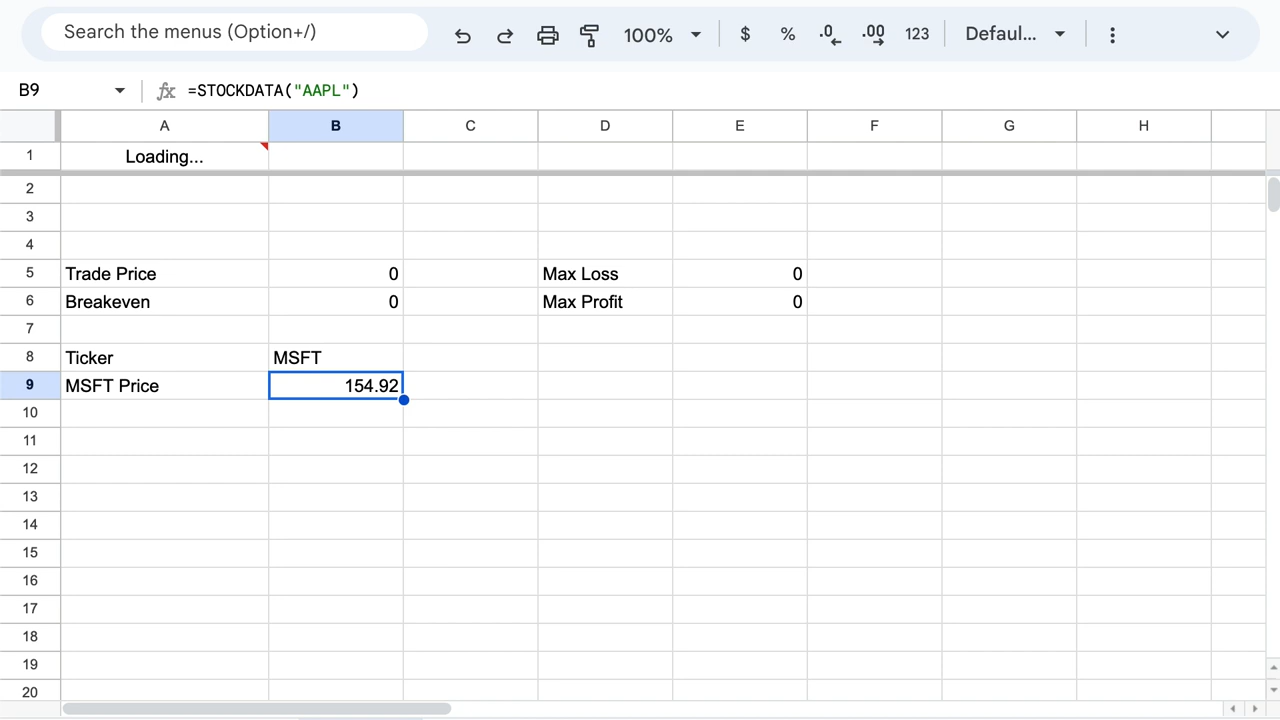 Search the menus (Option+/)
100%
$ % .0 .00 123 Defaul...
B9 fx =STOCKDATA("AAPL")
A B C D E F G H
1 Loading...
2
3
4
5 Trade Price 0 Max Loss 0
6 Breakeven 0 Max Profit 0
7
8 Ticker MSFT
9 MSFT Price 154.92
10
11
12
13
14
15
16
17
18
19
20